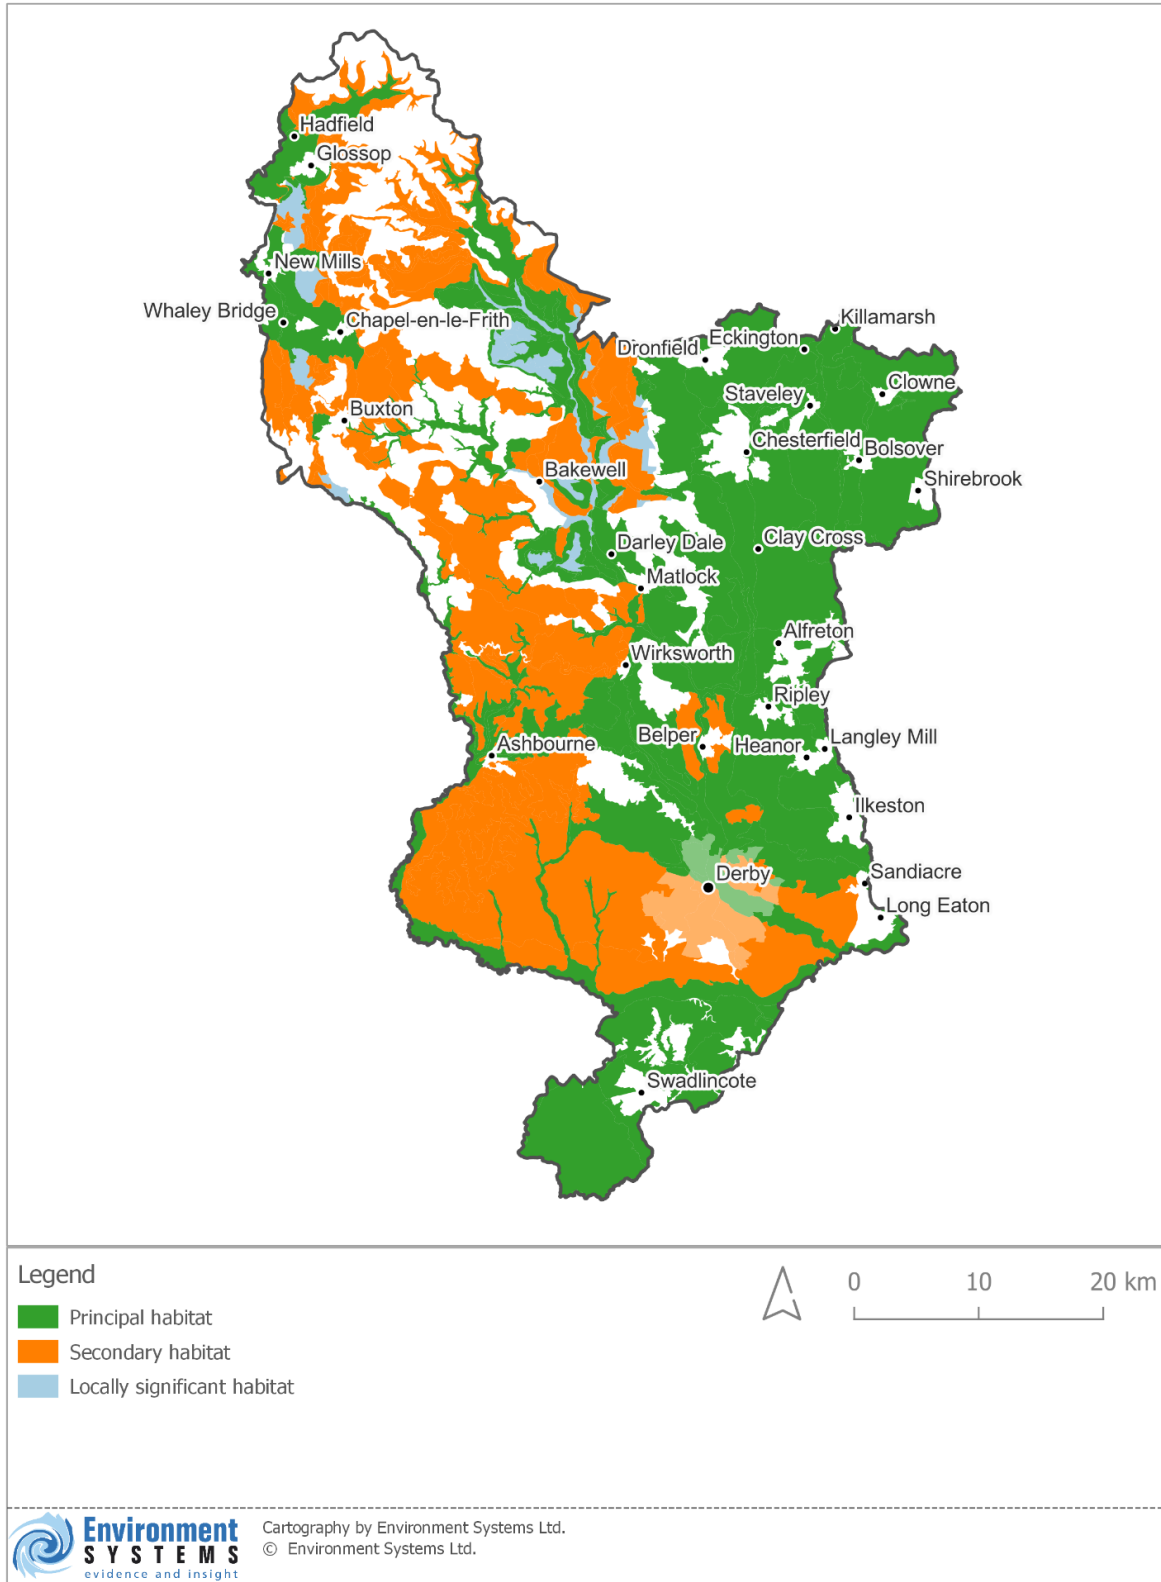 Hadfield
Glossop
New Mills
Whaley Bridge
Chapel-en-le-Frith
Killamarsh
Eckington
Dronfield
Clowne
Staveley
Buxton
Chesterfield
Bolsover
Bakewell
Shirebrook
Clay Cross
Darley Dale
Matlock
Alfreton
Wirksworth
Ripley
Belper
Heanor
Langley Mill
Ashbourne
Ilkeston
Derby
Sandiacre
Long Eaton
Swadlincote
Legend
0 10 20 km
Principal habitat
Secondary habitat
Locally significant habitat
Environment
SYSTEMS
evidence and insight
Cartography by Environment Systems Ltd.
© Environment Systems Ltd.